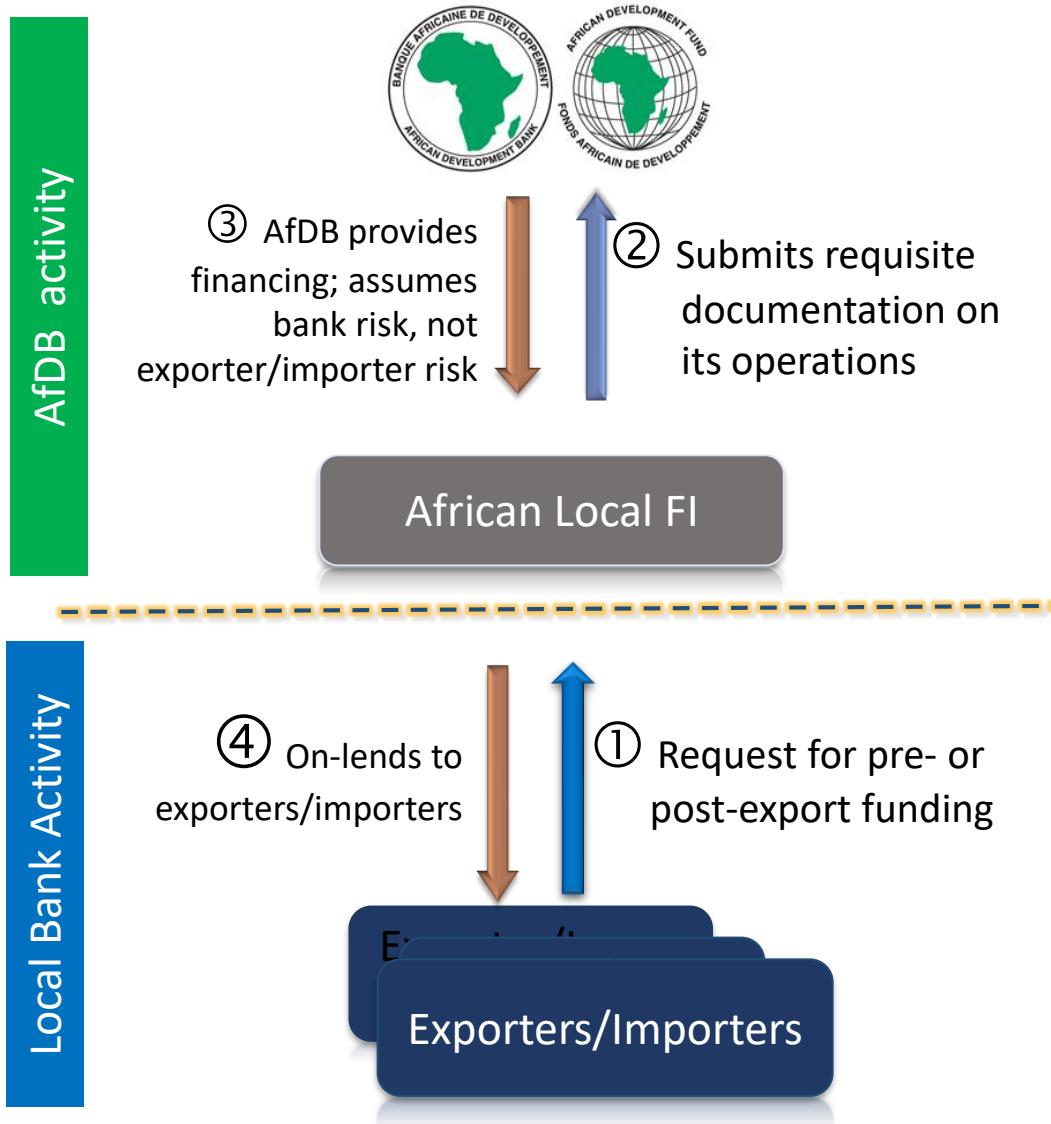 BANQUE AFRICAINE DE DEVELOPPEMENT
AFRICAN DEVELOPMENT BANK
AFRICAN DEVELOPMENT FUND
FONDS AFRICAIN DE DEVELOPPEMENT
AfDB activity
③ AfDB provides
financing; assumes
bank risk, not
exporter/importer risk
② Submits requisite
documentation on
its operations
African Local FI
Local Bank Activity
④ On-lends to
exporters/importers
① Request for pre- or
post-export funding
Exporters/Importers